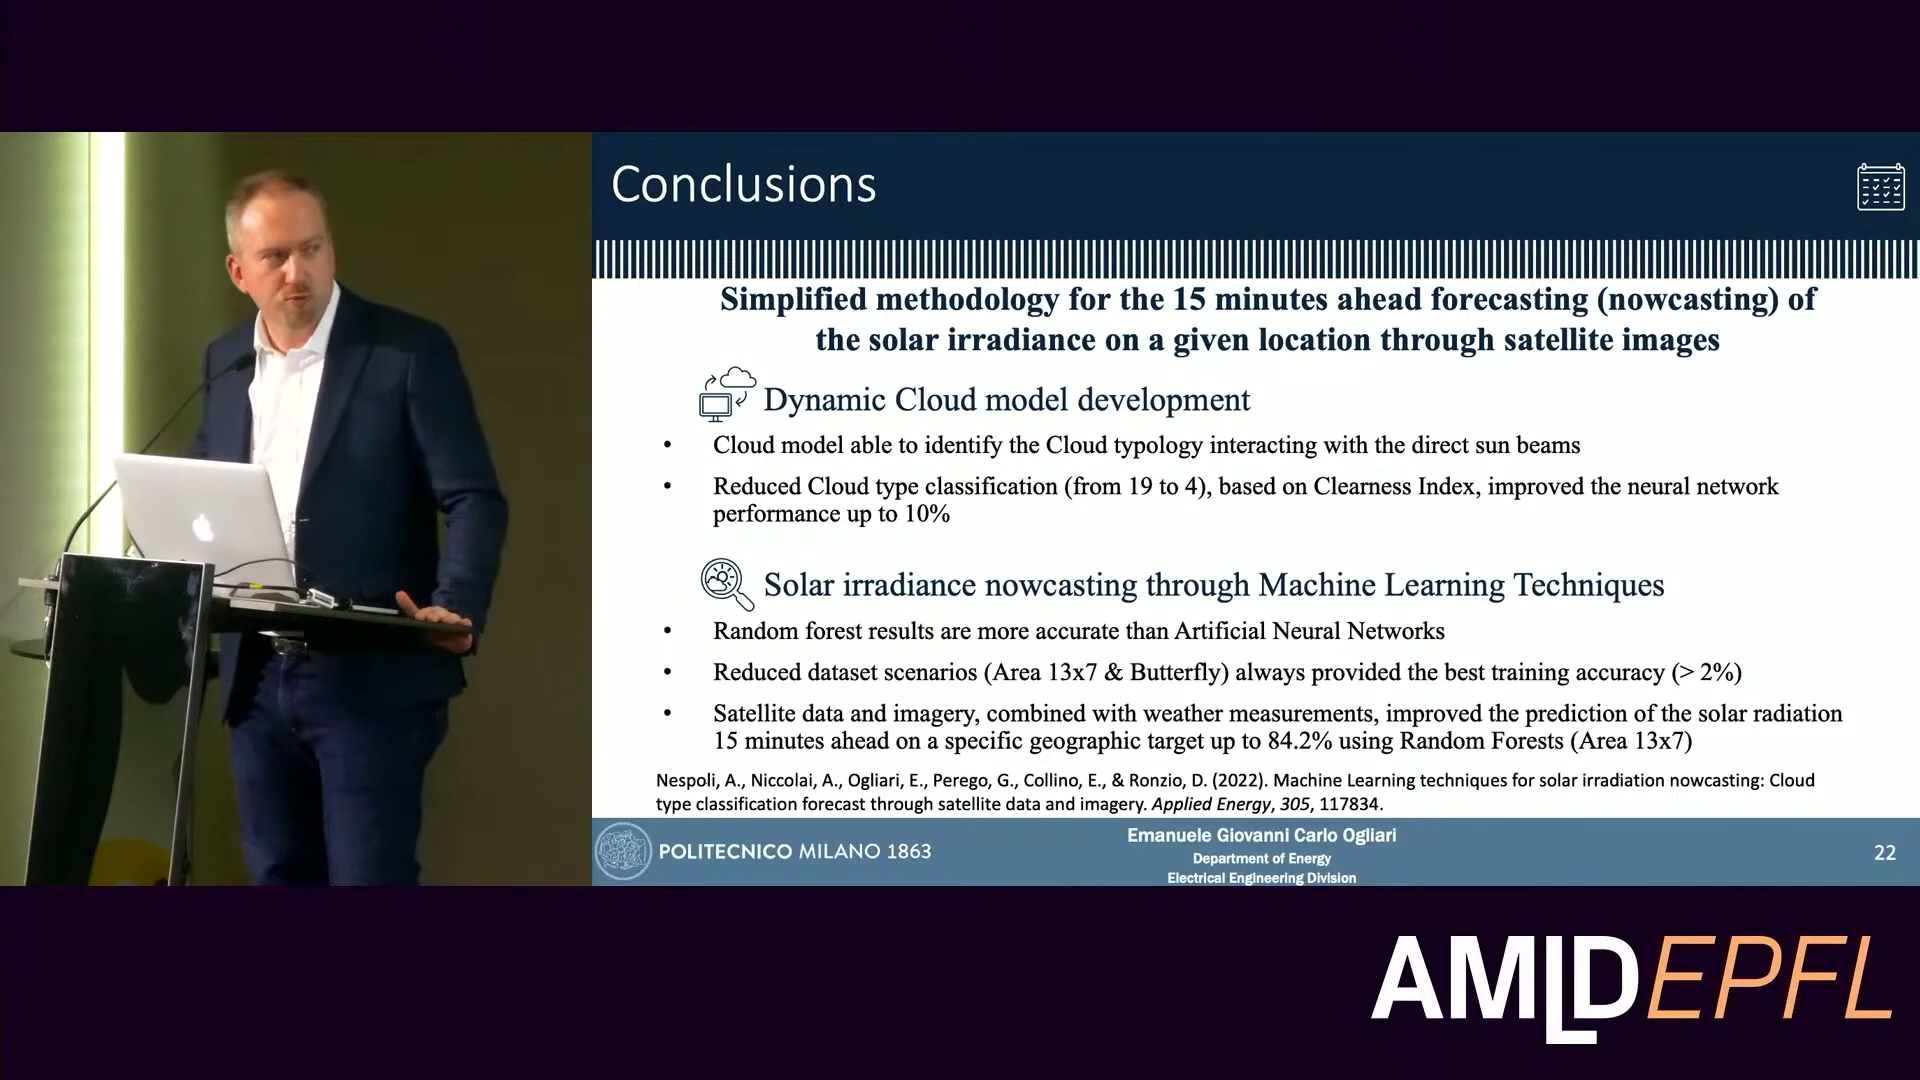 Conclusions
Simplified methodology for the 15 minutes ahead forecasting (nowcasting) of
the solar irradiance on a given location through satellite images
Dynamic Cloud model development
• Cloud model able to identify the Cloud typology interacting with the direct sun beams
• Reduced Cloud type classification (from 19 to 4), based on Clearness Index, improved the neural network
performance up to 10%
Solar irradiance nowcasting through Machine Learning Techniques
• Random forest results are more accurate than Artificial Neural Networks
• Reduced dataset scenarios (Area 13x7 & Butterfly) always provided the best training accuracy (> 2%)
• Satellite data and imagery, combined with weather measurements, improved the prediction of the solar radiation
15 minutes ahead on a specific geographic target up to 84.2% using Random Forests (Area 13x7)
Nespoli, A., Niccolai, A., Ogliari, E., Perego, G., Collino, E., & Ronzio, D. (2022). Machine Learning techniques for solar irradiation nowcasting: Cloud
type classification forecast through satellite data and imagery. Applied Energy, 305, 117834.
POLITECNICO MILANO 1863
Emanuele Giovanni Carlo Ogliari
Department of Energy
Electrical Engineering Division
22
AMLD EPFL